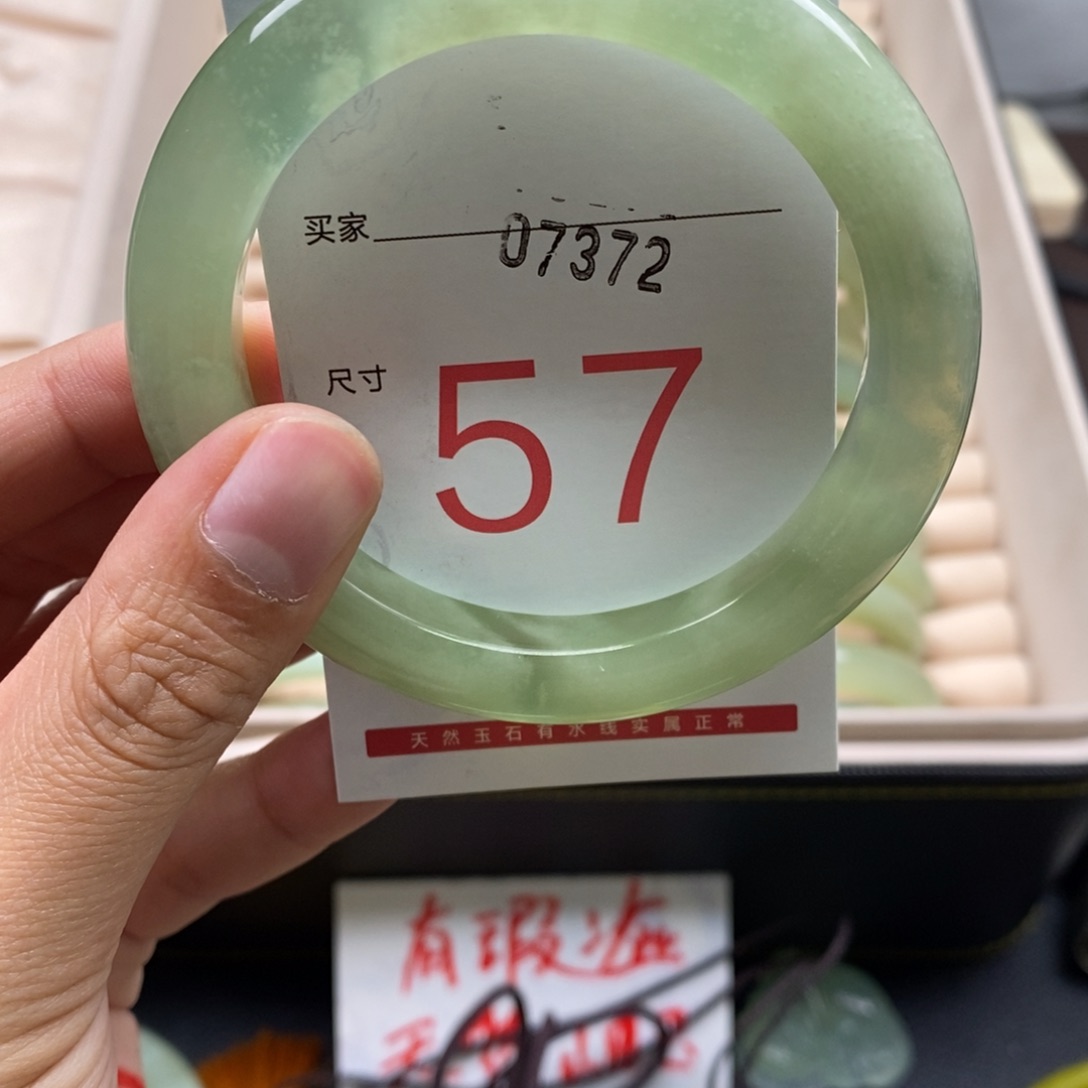 买家 07372
尺寸 57
天然玉石有水线实属正常
有瑕疵